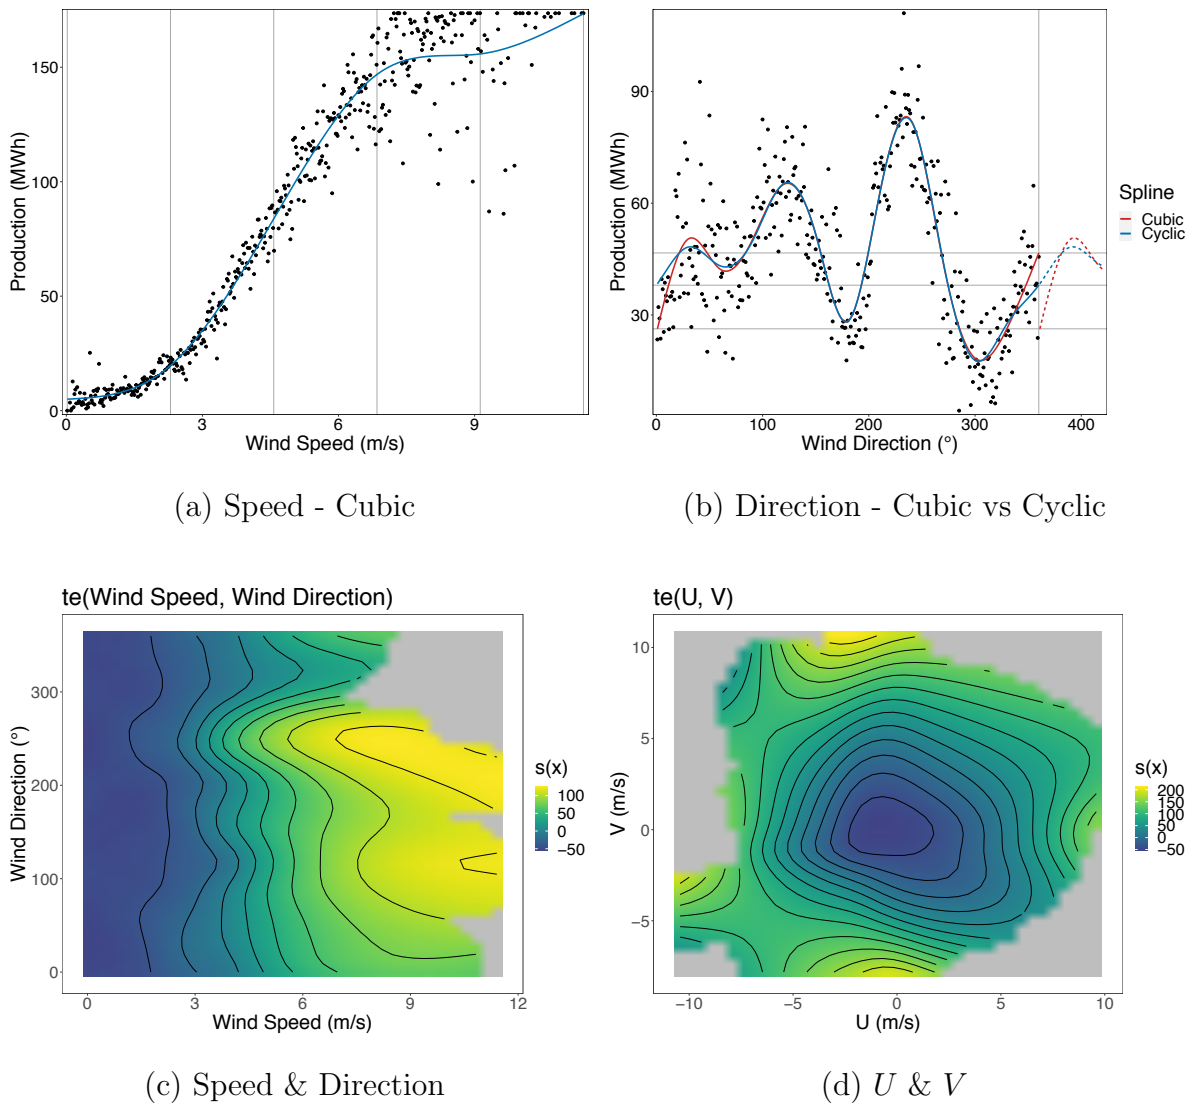 150
100
50
0
Production (MWh)
0 3 6 9
Wind Speed (m/s)
(a) Speed - Cubic
90
60
30
Production (MWh)
0 100 200 300 400
Wind Direction (°)
Spline
Cubic
Cyclic
(b) Direction - Cubic vs Cyclic
te(Wind Speed, Wind Direction)
300
200
100
0
Wind Direction (°)
0 3 6 9 12
Wind Speed (m/s)
s(x)
100
50
0
−50
(c) Speed & Direction
te(U, V)
10
5
0
−5
V (m/s)
−10 −5 0 5 10
U (m/s)
s(x)
200
150
100
50
0
−50
(d) U & V